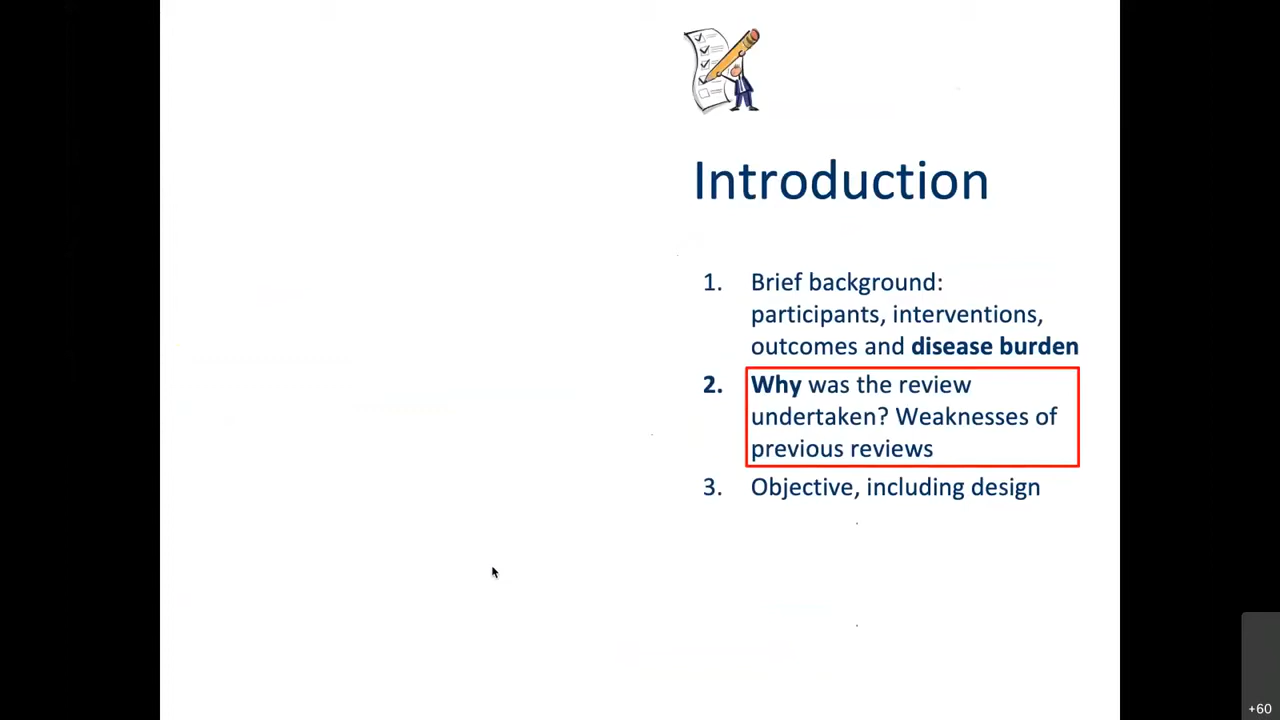 Introduction
1. Brief background:
participants, interventions,
outcomes and disease burden
2. Why was the review
undertaken? Weaknesses of
previous reviews
3. Objective, including design
+60